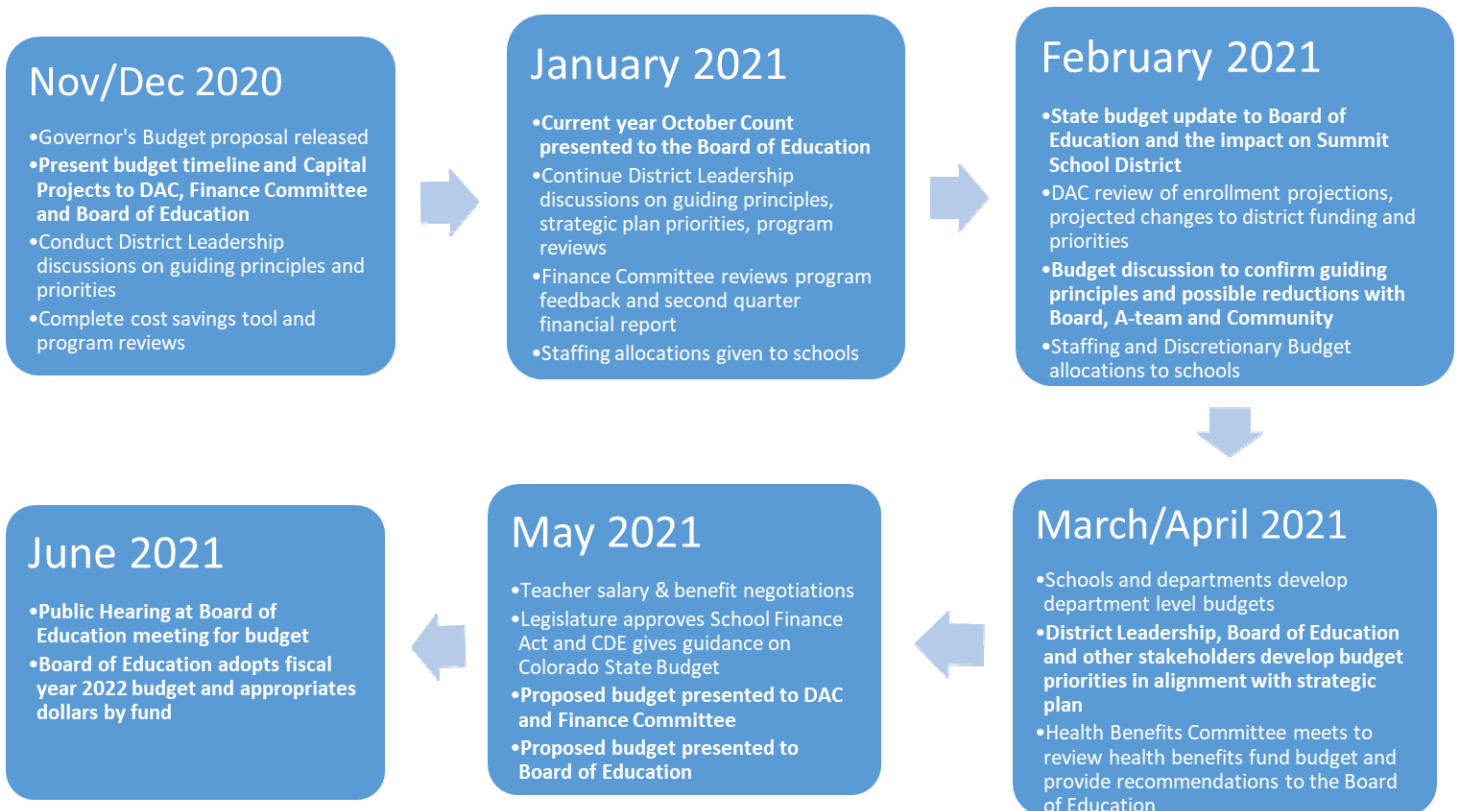 Nov/Dec 2020
•Governor's Budget proposal released
•Present budget timeline and Capital
Projects to DAC, Finance Committee
and Board of Education
•Conduct District Leadership
discussions on guiding principles and
priorities
•Complete cost savings tool and
program reviews
January 2021
•Current year October Count
presented to the Board of Education
•Continue District Leadership
discussions on guiding principles,
strategic plan priorities, program
reviews
•Finance Committee reviews program
feedback and second quarter
financial report
•Staffing allocations given to schools
February 2021
•State budget update to Board of
Education and the impact on Summit
School District
•DAC review of enrollment projections,
projected changes to district funding and
priorities
•Budget discussion to confirm guiding
principles and possible reductions with
Board, A-team and Community
•Staffing and Discretionary Budget
allocations to schools
March/April 2021
•Schools and departments develop
department level budgets
•District Leadership, Board of Education
and other stakeholders develop budget
priorities in alignment with strategic
plan
•Health Benefits Committee meets to
review health benefits fund budget and
provide recommendations to the Board
of Education
May 2021
•Teacher salary & benefit negotiations
•Legislature approves School Finance
Act and CDE gives guidance on
Colorado State Budget
•Proposed budget presented to DAC
and Finance Committee
•Proposed budget presented to
Board of Education
June 2021
•Public Hearing at Board of
Education meeting for budget
•Board of Education adopts fiscal
year 2022 budget and appropriates
dollars by fund